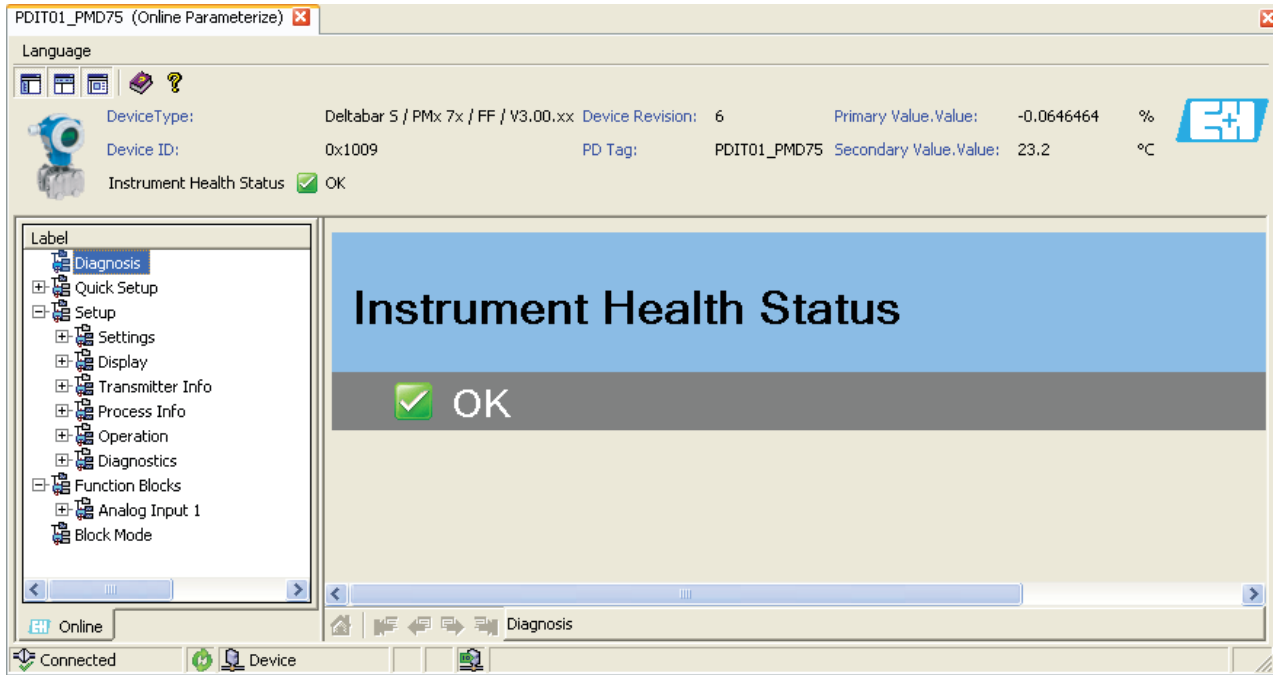 PDIT01_PMD75 (Online Parameterize)
Language
DeviceType: Deltabar S / PMx 7x / FF / V3.00.xx Device Revision: 6 Primary Value.Value: -0.0646464 %
Device ID: 0x1009 PD Tag: PDIT01_PMD75 Secondary Value.Value: 23.2 °C
Instrument Health Status OK
Label
Diagnosis
Quick Setup
Setup
Settings
Display
Transmitter Info
Process Info
Operation
Diagnostics
Function Blocks
Analog Input 1
Block Mode
Instrument Health Status
OK
Online
Diagnosis
Connected Device